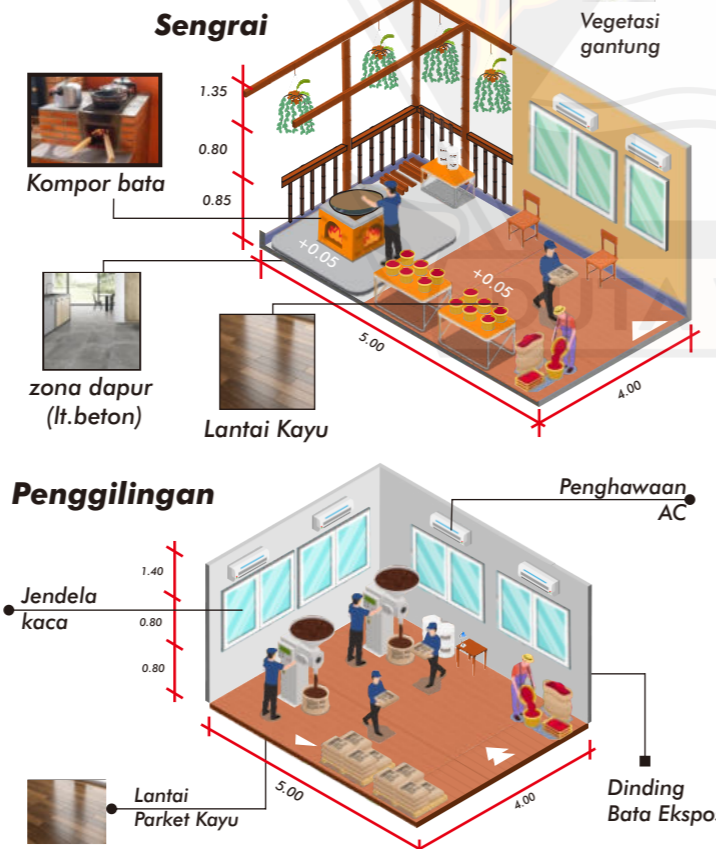 Sengrai
Vegetasi
gantung
1.35
0.80
0.85
Kompor bata
+0.05
+0.05
zona dapur
(lt.beton)
Lantai Kayu
5.00
4.00
Penggilingan
Penghawaan
AC
1.40
0.80
0.80
Jendela
kaca
Lantai
Parket Kayu
5.00
4.00
Dinding
Bata Ekspo